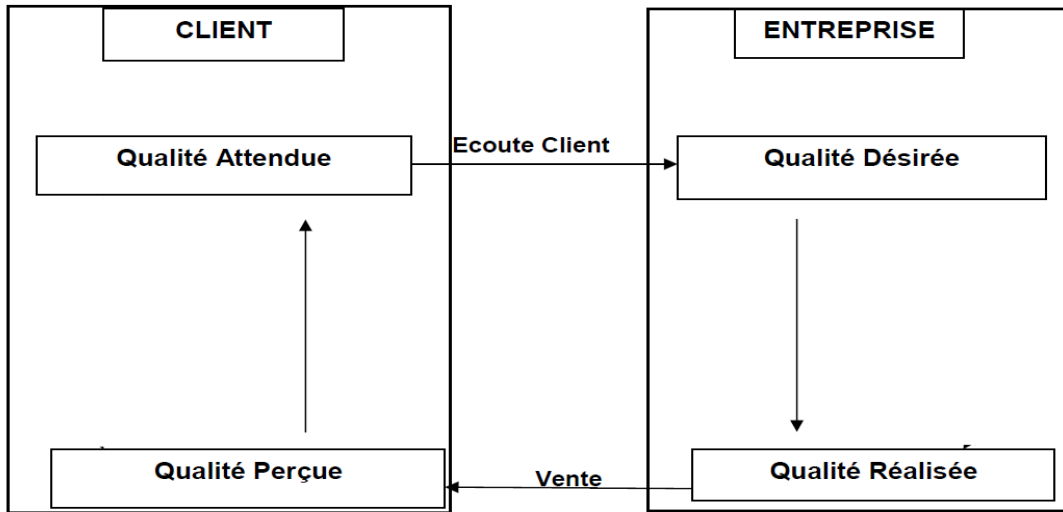 CLIENT
ENTREPRISE
Qualité Attendue
Ecoute Client
Qualité Désirée
Qualité Perçue
Vente
Qualité Réalisée